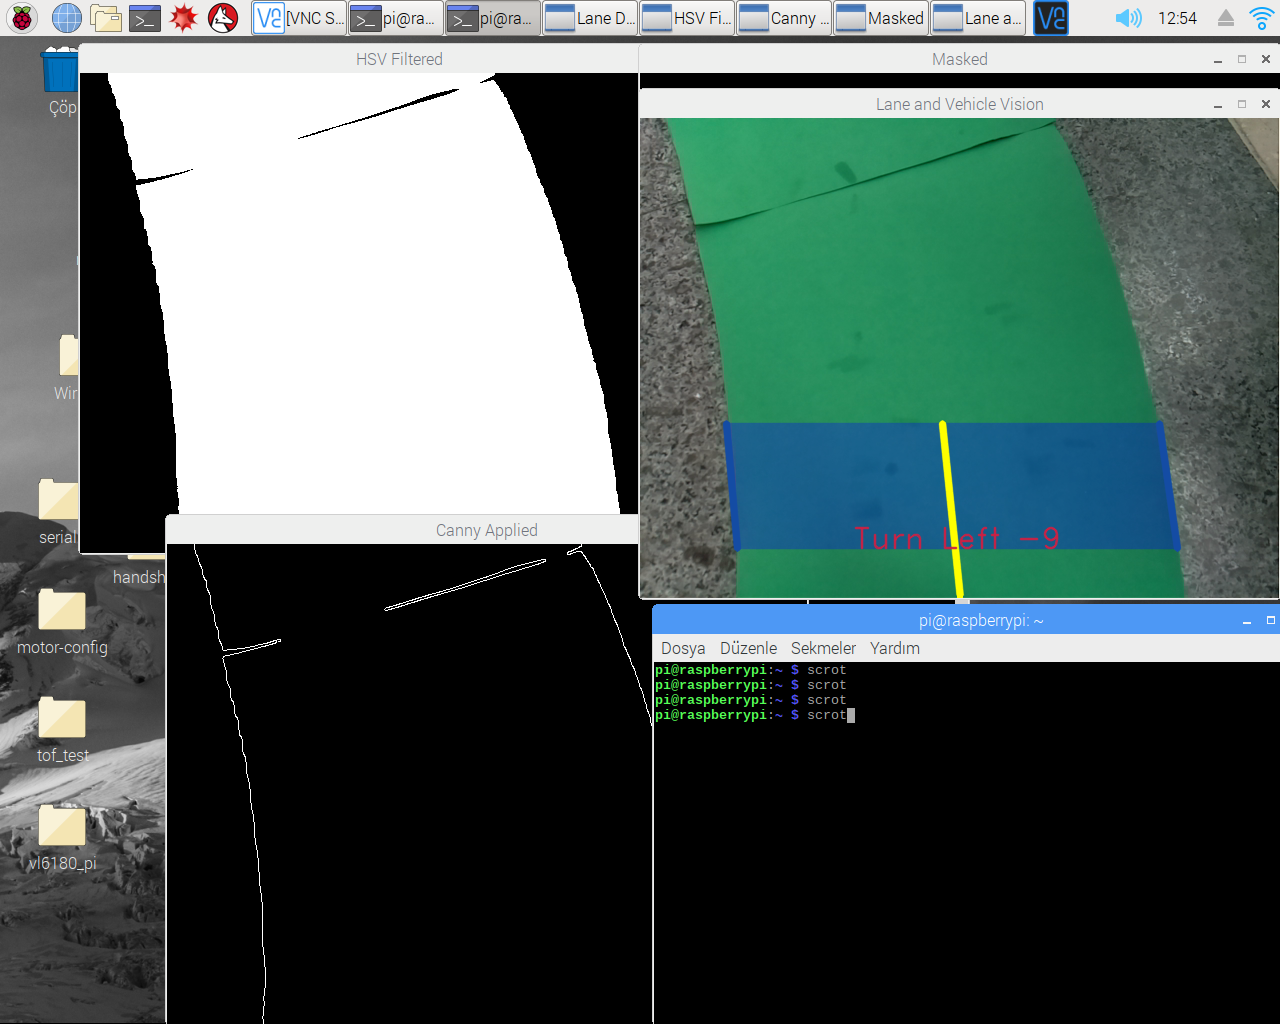 [VNC S...
pi@ra...
pi@ra...
Lane D...
HSV Fi...
Canny ...
Masked
Lane a...
12:54
HSV Filtered
Masked
Lane and Vehicle Vision
Çöp
Wir
serial
handsh
motor-config
tof_test
vl6180_pi
Turn Left -9
Canny Applied
pi@raspberrypi: ~
Dosya Düzenle Sekmeler Yardım
pi@raspberrypi:~ $ scrot
pi@raspberrypi:~ $ scrot
pi@raspberrypi:~ $ scrot
pi@raspberrypi:~ $ scrot